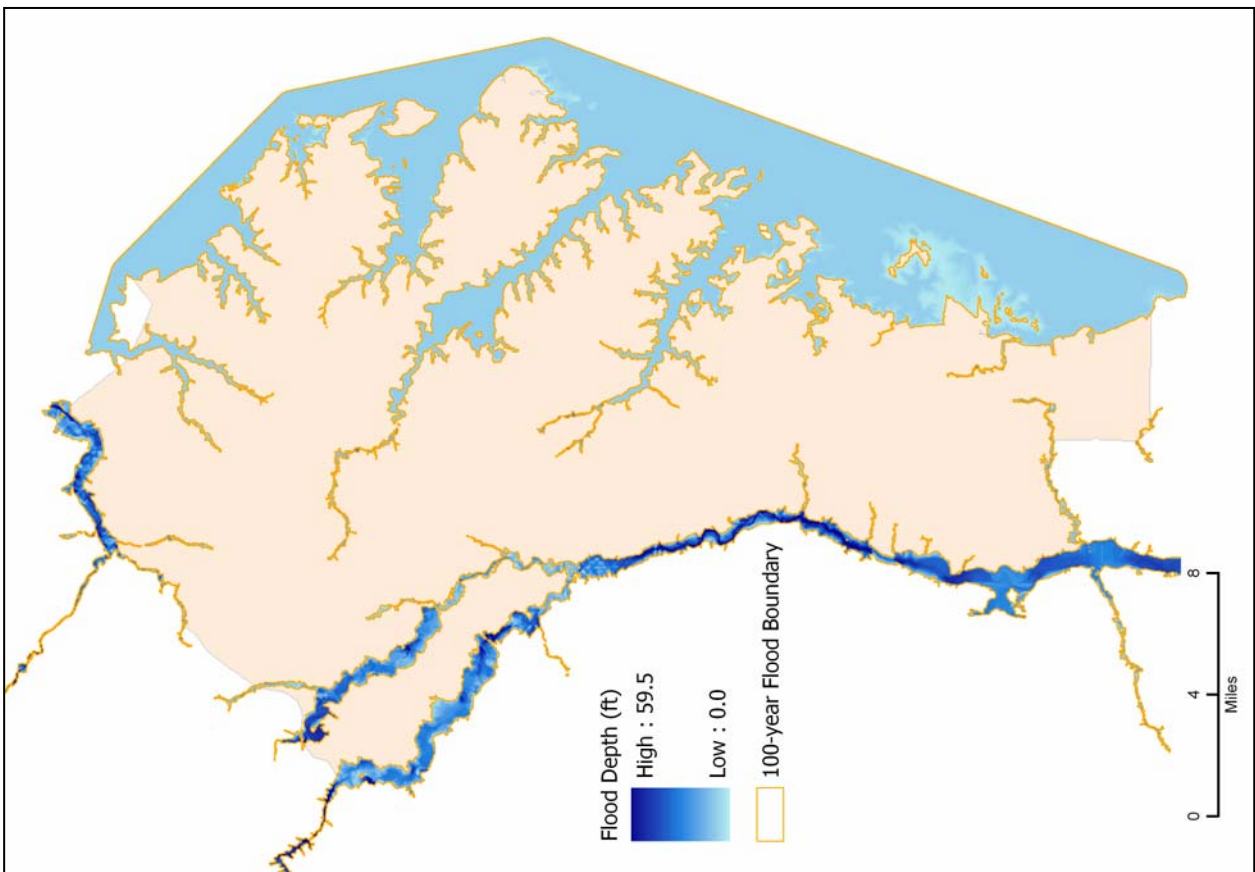 Flood Depth (ft)
High : 59.5
Low : 0.0
100-year Flood Boundary
0 4 8
Miles